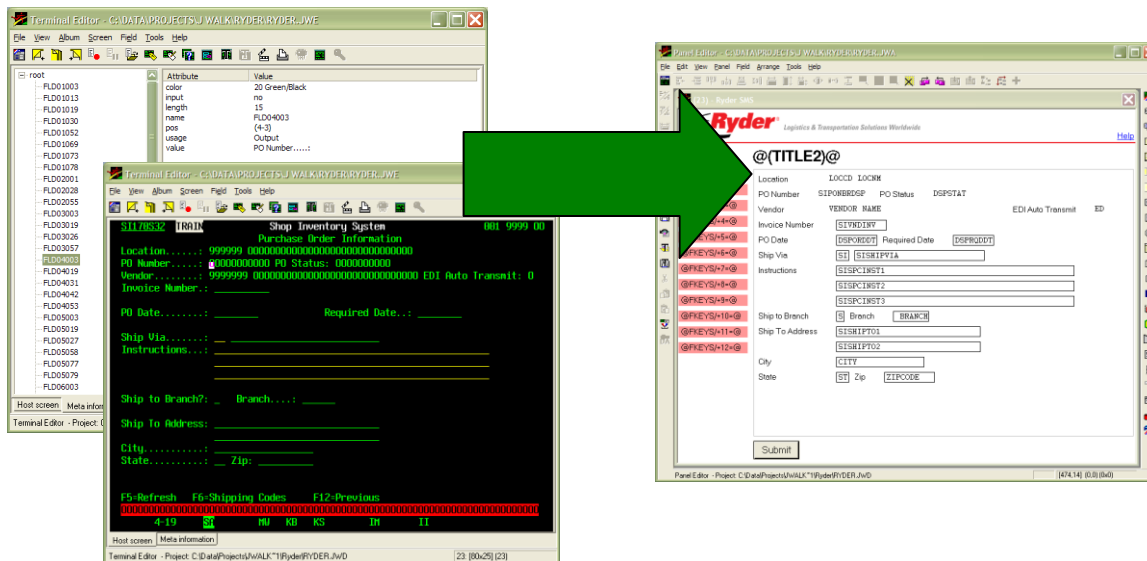 Terminal Editor - C:\DATA\PROJECTS\J WALK\RYDER\RYDER.JWE
File View Album Screen Field Tools Help
root
FLD01003
FLD01013
FLD01019
FLD01030
FLD01052
FLD01069
FLD01073
FLD01078
FLD02001
FLD02028
FLD02055
FLD03003
FLD03019
FLD03026
FLD03057
FLD04003
FLD04019
FLD04031
FLD04042
FLD04053
FLD05003
FLD05019
FLD05027
FLD05058
FLD05077
FLD05079
FLD06003
Attribute Value
color 20 Green/Black
input no
length 15
name FLD04003
pos (4-3)
usage Output
value PO Number.....:
Host screen
Terminal Editor - Project:
Terminal Editor - C:\DATA\PROJECTS\J WALK\RYDER\RYDER.JWE
File View Album Screen Field Tools Help
SI178S32 TRAIN Shop Inventory System 001 9999 00
Purchase Order Information
Location......: 999999
PO Number.....: PO Status: OOOOOOOOOO
Vendor........: 9999999 EDI Auto Transmit: O
Invoice Number.:
PO Date........: Required Date..:
Ship Via.......:
Instructions...:
Ship to Branch?: Branch....:
Ship To Address:
City..........:
State.........: Zip:
F5=Refresh F6=Shipping Codes F12=Previous
4-19 SA MW KB KS IM II
Host screen Meta information
Terminal Editor - Project: C:\Data\Projects\JWALK~1\Ryder\RYDER.JWD 23: [80x25] (23)
Panel Editor - C:\DATA\PROJECTS\J WALK\RYDER\RYDER.JWA
File Edit View Panel Field Arrange Tools Help
Ryder Logistics & Transportation Solutions Worldwide
Help
@(TITLE2)@
Location LOCCD LOCNM
PO Number SIPONBRDSP PO Status DSPSTAT
Vendor VENDOR NAME EDI Auto Transmit ED
Invoice Number SIVNDINV
PO Date DSPORDDT Required Date DSPRQDDT
Ship Via SI SISHIPVIA
Instructions SISPCINST1
SISPCINST2
SISPCINST3
Ship to Branch S Branch BRANCH
Ship To Address SISHIPTO1
SISHIPTO2
City CITY
State ST Zip ZIPCODE
@FKEYS/+4=@
@FKEYS/+5=@
@FKEYS/+6=@
@FKEYS/+7=@
@FKEYS/+8=@
@FKEYS/+9=@
@FKEYS/+10=@
@FKEYS/+11=@
@FKEYS/+12=@
Submit
Panel Editor - Project: C:\Data\Projects\JWALK~1\Ryder\RYDER.JWD (474,14) (0,0) (0x0)